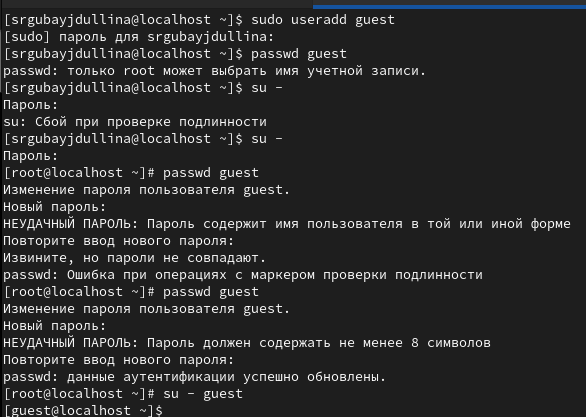 [srgubayjdullina@localhost ~]$ sudo useradd guest
[sudo] пароль для srgubayjdullina:
[srgubayjdullina@localhost ~]$ passwd guest
passwd: только root может выбрать имя учетной записи.
[srgubayjdullina@localhost ~]$ su -
Пароль:
su: Сбой при проверке подлинности
[srgubayjdullina@localhost ~]$ su -
Пароль:
[root@localhost ~]# passwd guest
Изменение пароля пользователя guest.
Новый пароль:
НЕУДАЧНЫЙ ПАРОЛЬ: Пароль содержит имя пользователя в той или иной форме
Повторите ввод нового пароля:
Извините, но пароли не совпадают.
passwd: Ошибка при операциях с маркером проверки подлинности
[root@localhost ~]# passwd guest
Изменение пароля пользователя guest.
Новый пароль:
НЕУДАЧНЫЙ ПАРОЛЬ: Пароль должен содержать не менее 8 символов
Повторите ввод нового пароля:
passwd: данные аутентификации успешно обновлены.
[root@localhost ~]# su - guest
[guest@localhost ~]$